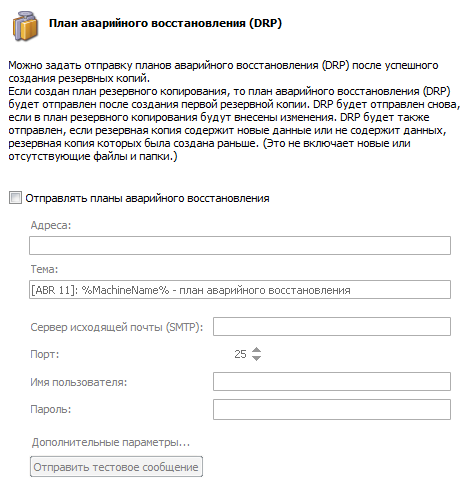 План аварийного восстановления (DRP)
Можно задать отправку планов аварийного восстановления (DRP) после успешного
создания резервных копий.
Если создан план резервного копирования, то план аварийного восстановления (DRP)
будет отправлен после создания первой резервной копии. DRP будет отправлен снова,
если в план резервного копирования будут внесены изменения. DRP будет также
отправлен, если резервная копия содержит новые данные или не содержит данных,
резервная копия которых была создана раньше. (Это не включает новые или
отсутствующие файлы и папки.)
Отправлять планы аварийного восстановления
Адреса:
Тема:
[ABR 11]: %MachineName% - план аварийного восстановления
Сервер исходящей почты (SMTP):
Порт: 25
Имя пользователя:
Пароль:
Дополнительные параметры...
Отправить тестовое сообщение